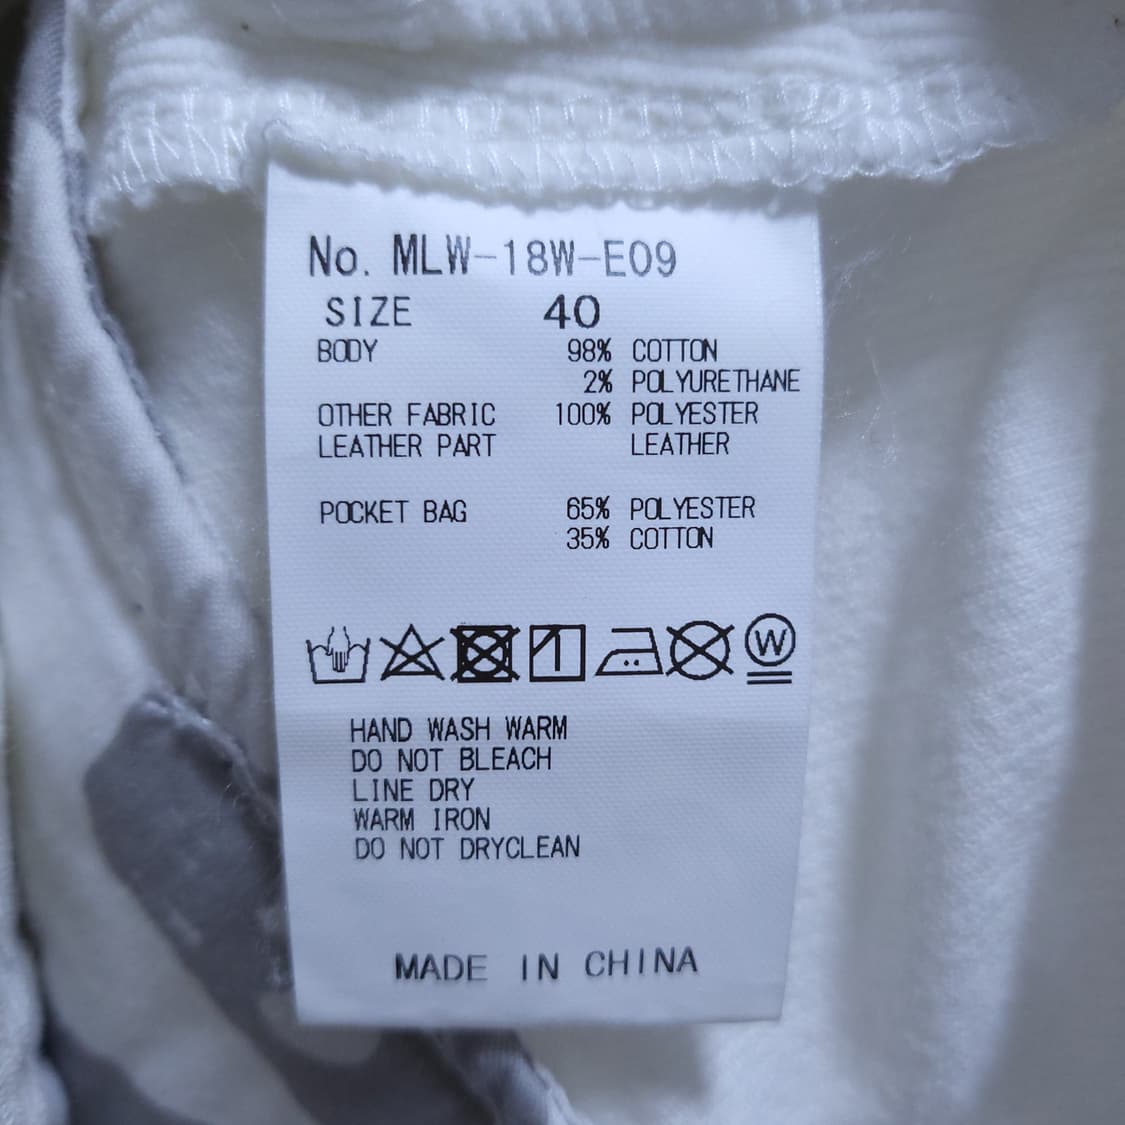 No. MLW-18W-E09
SIZE 40
BODY 98% COTTON
2% POLYURETHANE
OTHER FABRIC 100% POLYESTER
LEATHER PART LEATHER
POCKET BAG 65% POLYESTER
35% COTTON
W
HAND WASH WARM
DO NOT BLEACH
LINE DRY
WARM IRON
DO NOT DRYCLEAN
MADE IN CHINA